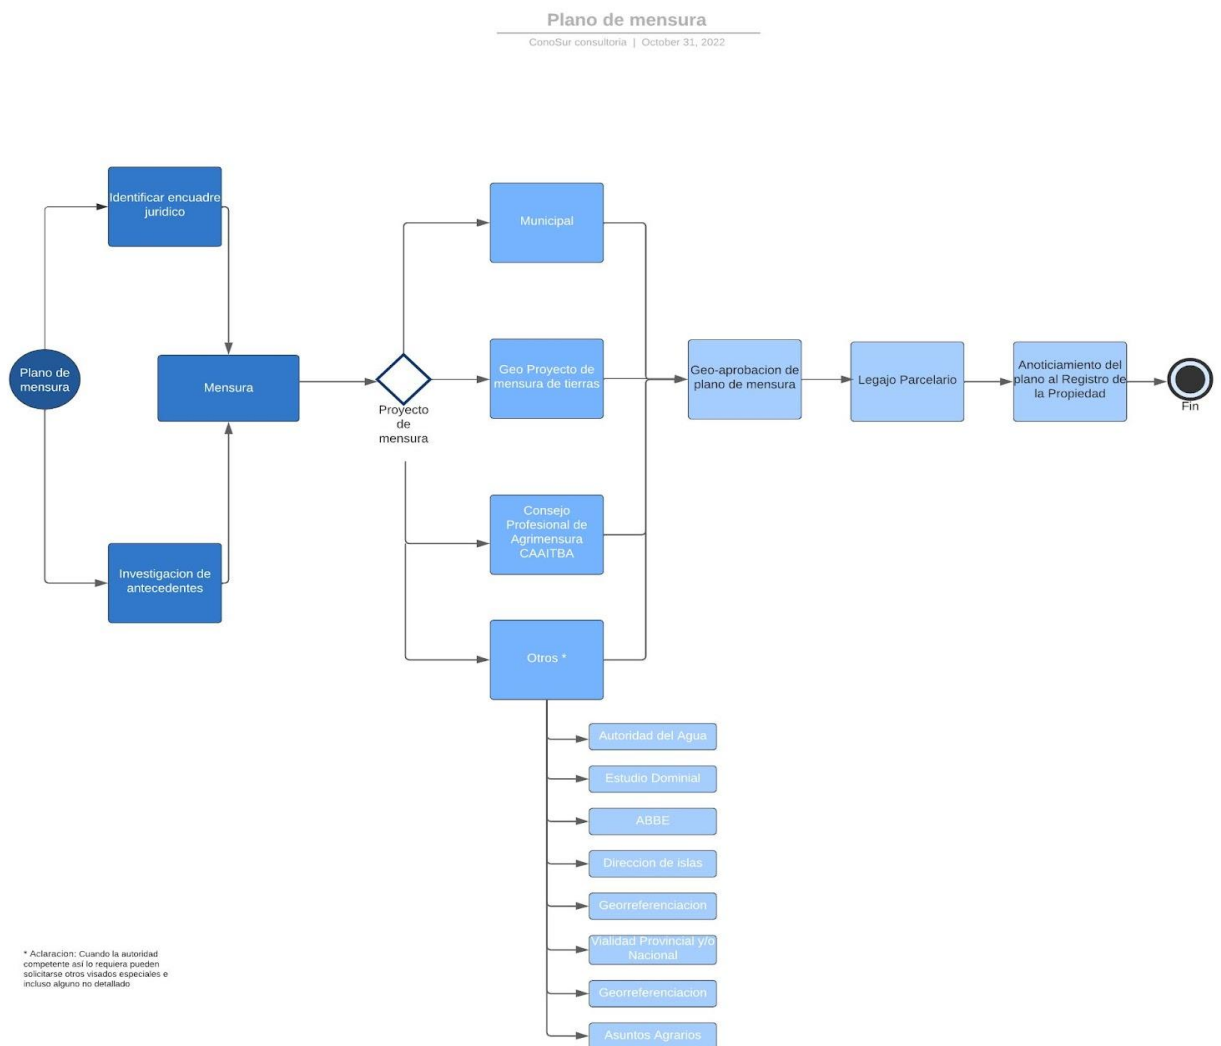 Plano de mensura
ConoSur consultoria | October 31, 2022
Identificar encuadre
juridico
Plano de
mensura
Mensura
Investigacion de
antecedentes
Proyecto
de
mensura
Municipal
Geo Proyecto de
mensura de tierras
Consejo
Profesional de
Agrimensura
CAAITBA
Otros *
Geo-aprobacion de
plano de mensura
Legajo Parcelario
Anoticiamiento del
plano al Registro de
la Propiedad
Fin
Autoridad del Agua
Estudio Dominial
ABBE
Direccion de islas
Georreferenciacion
Vialidad Provincial y/o
Nacional
Georreferenciacion
Asuntos Agrarios
* Aclaracion: Cuando la autoridad
competente así lo requiera pueden
solicitarse otros visados especiales e
incluso alguno no detallado